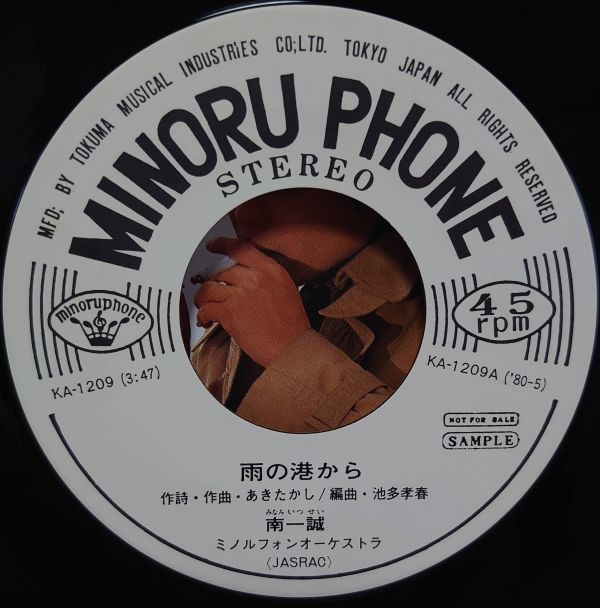 MFD; BY TOKUMA MUSICAL INDUSTRIES CO;LTD. TOKYO JAPAN ALL RIGHTS RESERVED
MINORU PHONE
STEREO
minoruphone
45
rpm
KA-1209 (3:47)
KA-1209A ('80-5)
NOT FOR SALE
SAMPLE
雨の港から
作詩・作曲・あきたかし/編曲・池多孝春
みなみ いつ せい
南一誠
ミノルフォンオーケストラ
〈JASRAC〉